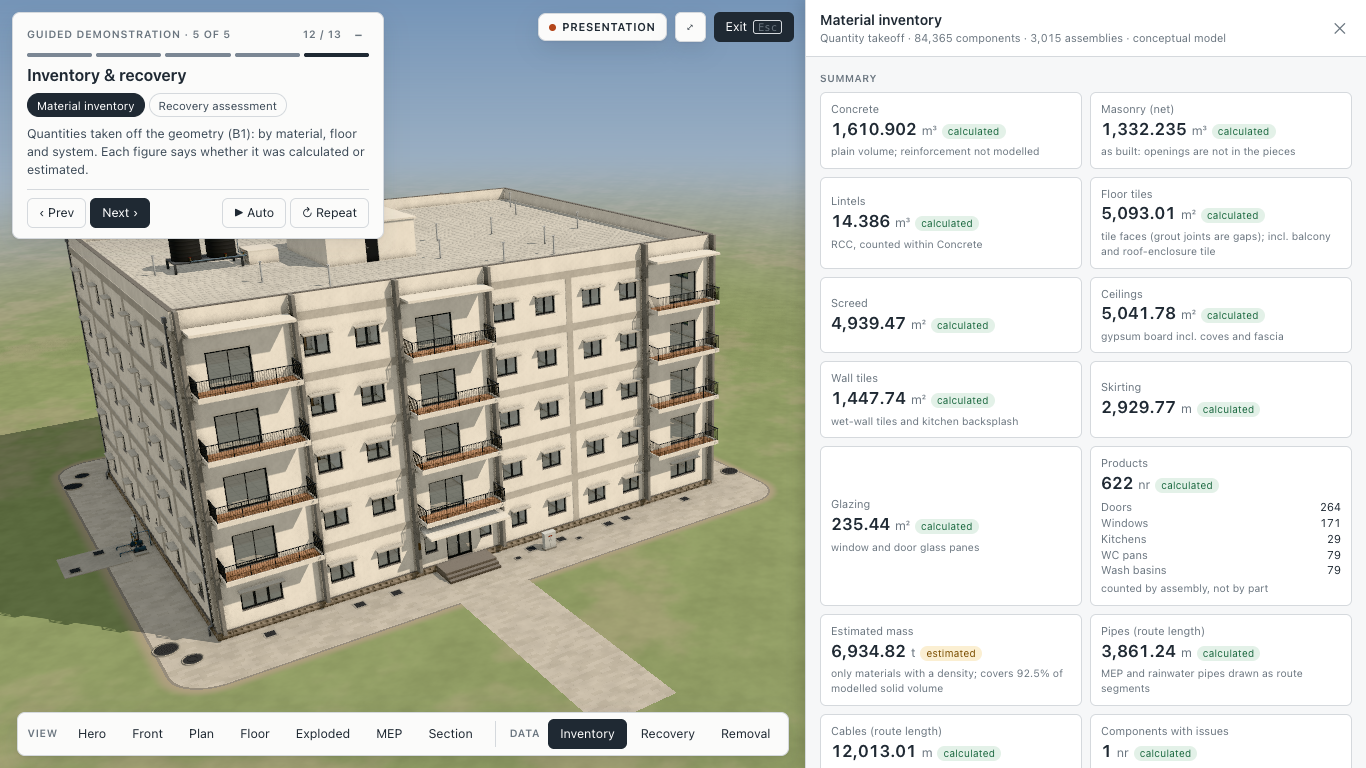 GUIDED DEMONSTRATION · 5 OF 5
12 / 13 –
Inventory & recovery
Material inventory
Recovery assessment
Quantities taken off the geometry (B1): by material, floor
and system. Each figure says whether it was calculated or
estimated.
‹ Prev
Next ›
▶ Auto
↻ Repeat
PRESENTATION
Exit Esc
VIEW
Hero
Front
Plan
Floor
Exploded
MEP
Section
DATA
Inventory
Recovery
Removal
Material inventory
Quantity takeoff · 84,365 components · 3,015 assemblies · conceptual model
SUMMARY
Concrete
1,610.902 m³ calculated
plain volume; reinforcement not modelled
Masonry (net)
1,332.235 m³ calculated
as built: openings are not in the pieces
Lintels
14.386 m³ calculated
RCC, counted within Concrete
Floor tiles
5,093.01 m² calculated
tile faces (grout joints are gaps); incl. balcony
and roof-enclosure tile
Screed
4,939.47 m² calculated
Ceilings
5,041.78 m² calculated
gypsum board incl. coves and fascia
Wall tiles
1,447.74 m² calculated
wet-wall tiles and kitchen backsplash
Skirting
2,929.77 m calculated
Glazing
235.44 m² calculated
window and door glass panes
Products
622 nr calculated
Doors 264
Windows 171
Kitchens 29
WC pans 79
Wash basins 79
counted by assembly, not by part
Estimated mass
6,934.82 t estimated
only materials with a density; covers 92.5% of
modelled solid volume
Pipes (route length)
3,861.24 m calculated
MEP and rainwater pipes drawn as route
segments
Cables (route length)
12,013.01 m calculated
Components with issues
1 nr calculated